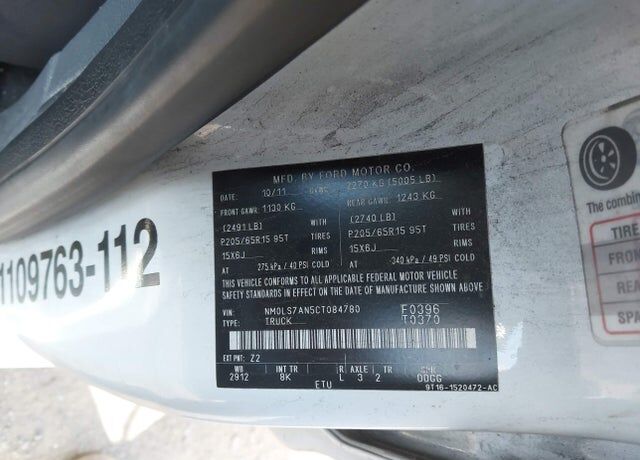 MFD. BY FORD MOTOR CO.
DATE: 10/11 GVWR: 2270 KG (5005 LB)
FRONT GAWR: 1130 KG REAR GAWR: 1243 KG
(2491 LB) WITH (2740 LB) WITH
P205/65R15 95T TIRES P205/65R15 95T TIRES
15X6J RIMS 15X6J RIMS
AT 275 kPa / 40 PSI COLD AT 340 kPa / 49 PSI COLD
THIS VEHICLE CONFORMS TO ALL APPLICABLE FEDERAL MOTOR VEHICLE
SAFETY STANDARDS IN EFFECT ON THE DATE OF MANUFACTURE SHOWN ABOVE.
VIN: NM0LS7AN5CT084780 F0396
TYPE: TRUCK T0370
EXT PNT: Z2
WB INT TR R AXLE TR SPR
2912 8K L 3 2 00GG
ETU 9T16-1520472-AC
1109763-112
The combine
TIRE
FRON
REA
SPA